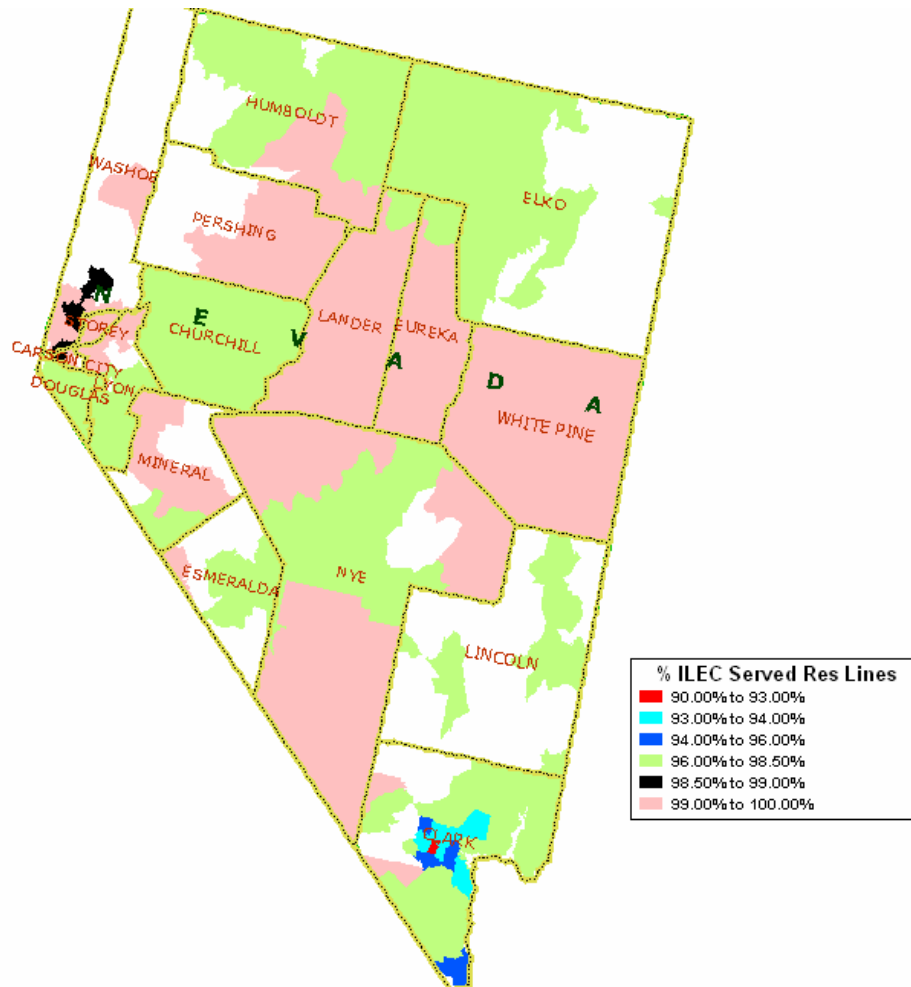 HUMBOLDT
WASHOE
ELKO
PERSHING
N
E
V
A
D
A
STOREY
CHURCHILL
LANDER
EUREKA
CARSON CITY
LYON
DOUGLAS
WHITE PINE
MINERAL
ESMERALDA
NYE
LINCOLN
CLARK
% ILEC Served Res Lines
90.00% to 93.00%
93.00% to 94.00%
94.00% to 96.00%
96.00% to 98.50%
98.50% to 99.00%
99.00% to 100.00%